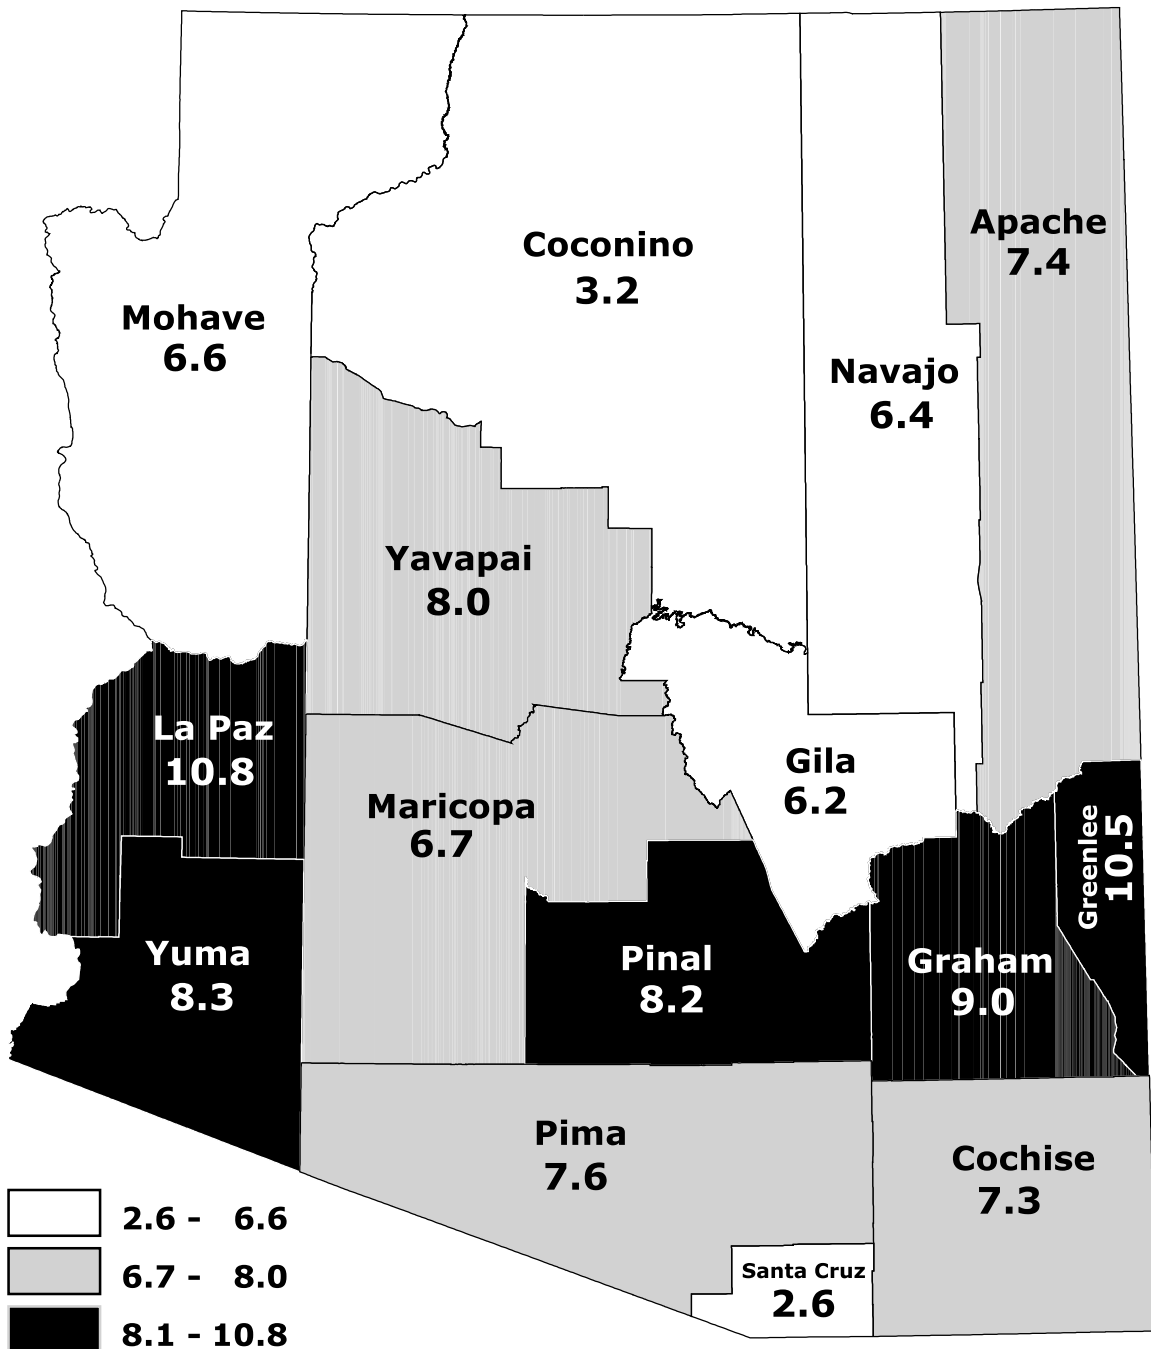 Apache
7.4
Coconino
3.2
Mohave
6.6
Navajo
6.4
Yavapai
8.0
La Paz
10.8
Gila
6.2
Maricopa
6.7
Greenlee
10.5
Yuma
8.3
Pinal
8.2
Graham
9.0
Pima
7.6
Cochise
7.3
Santa Cruz
2.6
2.6 - 6.6
6.7 - 8.0
8.1 - 10.8